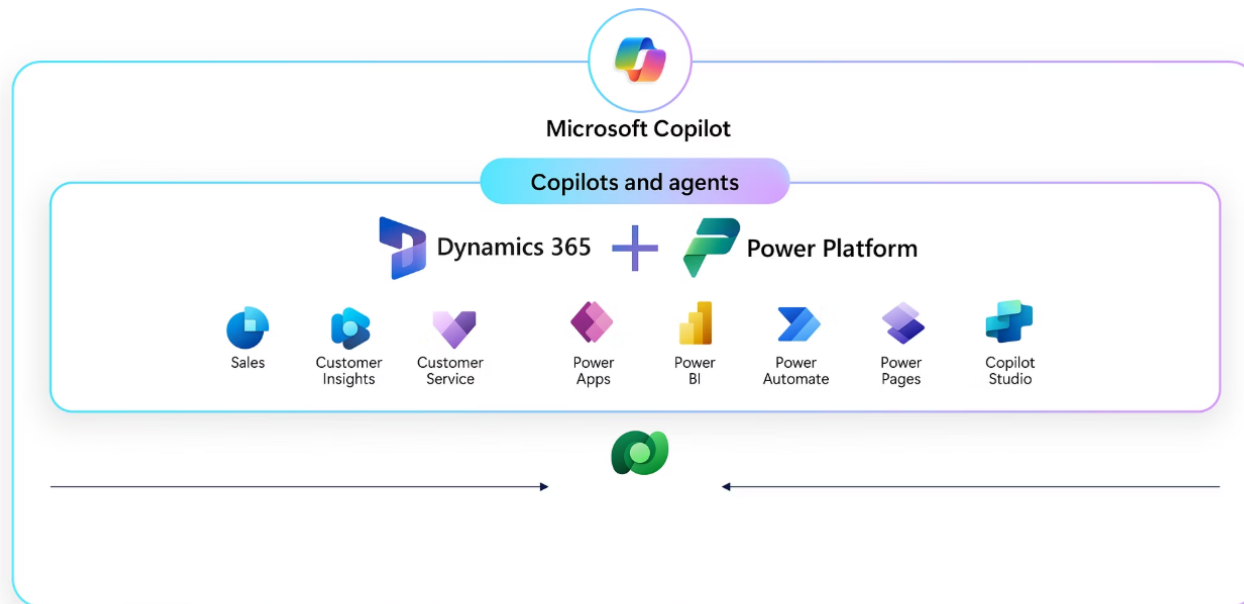 Microsoft Copilot
Copilots and agents
Dynamics 365
Power Platform
Sales
Customer
Insights
Customer
Service
Power
Apps
Power
BI
Power
Automate
Power
Pages
Copilot
Studio